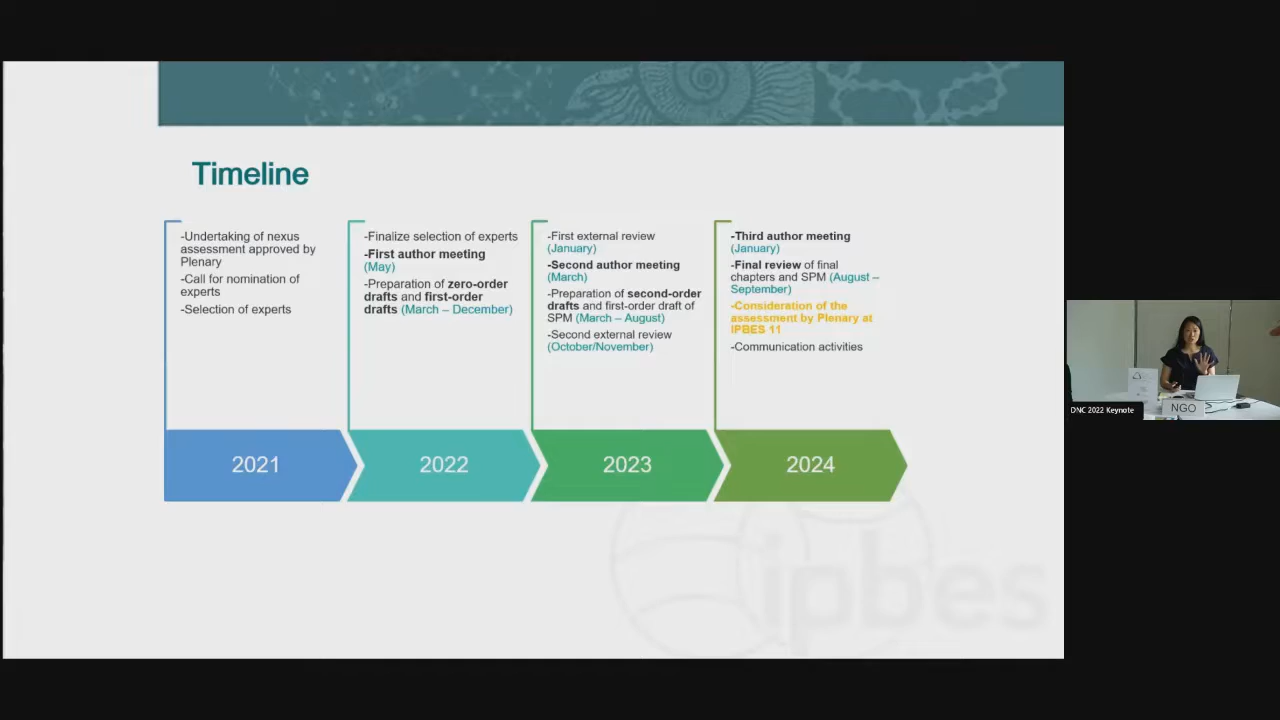 Timeline
-Undertaking of nexus
assessment approved by
Plenary
-Call for nomination of
experts
-Selection of experts
-Finalize selection of experts
-First author meeting
(May)
-Preparation of zero-order
drafts and first-order
drafts (March – December)
-First external review
(January)
-Second author meeting
(March)
-Preparation of second-order
drafts and first-order draft of
SPM (March – August)
-Second external review
(October/November)
-Third author meeting
(January)
-Final review of final
chapters and SPM (August –
September)
-Consideration of the
assessment by Plenary at
IPBES 11
-Communication activities
2021
2022
2023
2024
ipbes
DNC 2022 Keynote
NGO